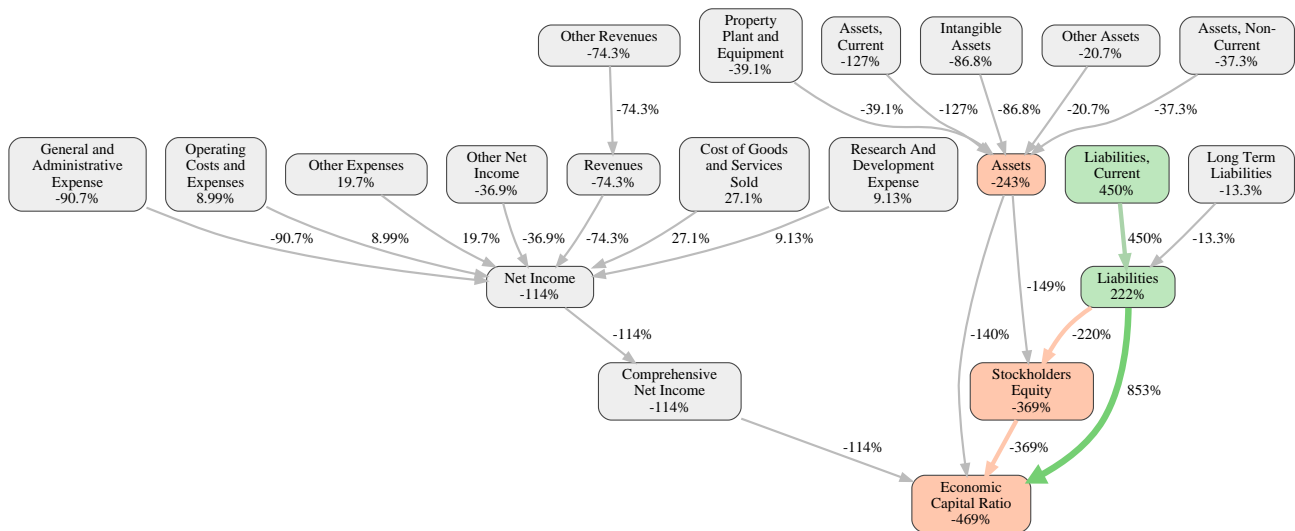 Property
Plant and
Equipment
-39.1%
Assets,
Current
-127%
Intangible
Assets
-86.8%
Other Assets
-20.7%
Assets, Non-
Current
-37.3%
Other Revenues
-74.3%
-74.3%
-39.1%
-127%
-86.8%
-20.7%
-37.3%
General and
Administrative
Expense
-90.7%
Operating
Costs and
Expenses
8.99%
Other Expenses
19.7%
Other Net
Income
-36.9%
Revenues
-74.3%
Cost of Goods
and Services
Sold
27.1%
Research And
Development
Expense
9.13%
Assets
-243%
Liabilities,
Current
450%
Long Term
Liabilities
-13.3%
-90.7%
8.99%
19.7%
-36.9%
-74.3%
27.1%
9.13%
450%
-13.3%
Net Income
-114%
Liabilities
222%
-114%
-140%
-149%
-220%
Comprehensive
Net Income
-114%
Stockholders
Equity
-369%
853%
-114%
-369%
Economic
Capital Ratio
-469%